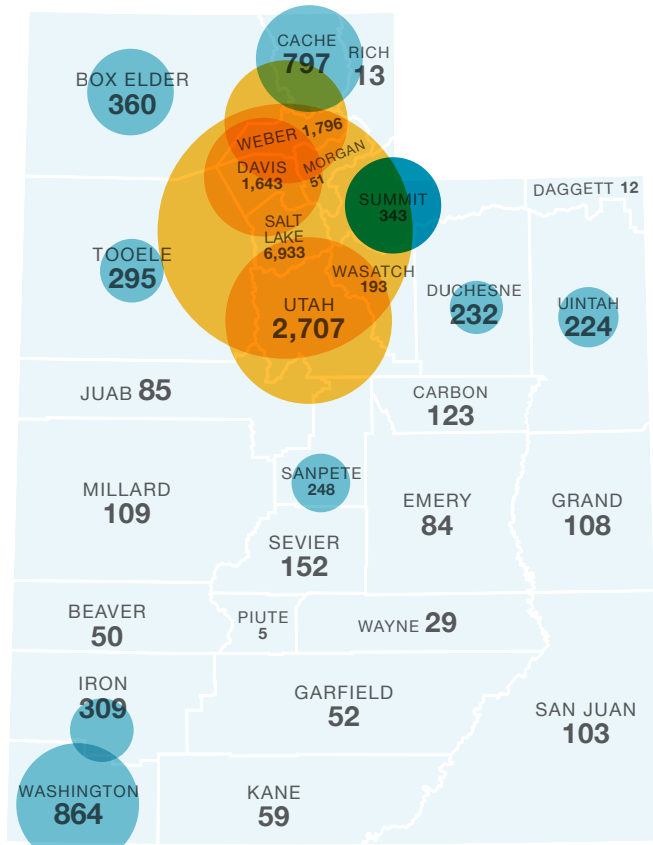 CACHE
797
RICH
13
BOX ELDER
360
WEBER 1,796
DAVIS
1,643
MORGAN
51
SUMMIT
343
DAGGETT 12
SALT
LAKE
6,933
TOOELE
295
WASATCH
193
DUCHESNE
232
UINTAH
224
UTAH
2,707
JUAB 85
CARBON
123
MILLARD
109
SANPETE
248
EMERY
84
GRAND
108
SEVIER
152
BEAVER
50
PIUTE
5
WAYNE 29
IRON
309
GARFIELD
52
SAN JUAN
103
WASHINGTON
864
KANE
59